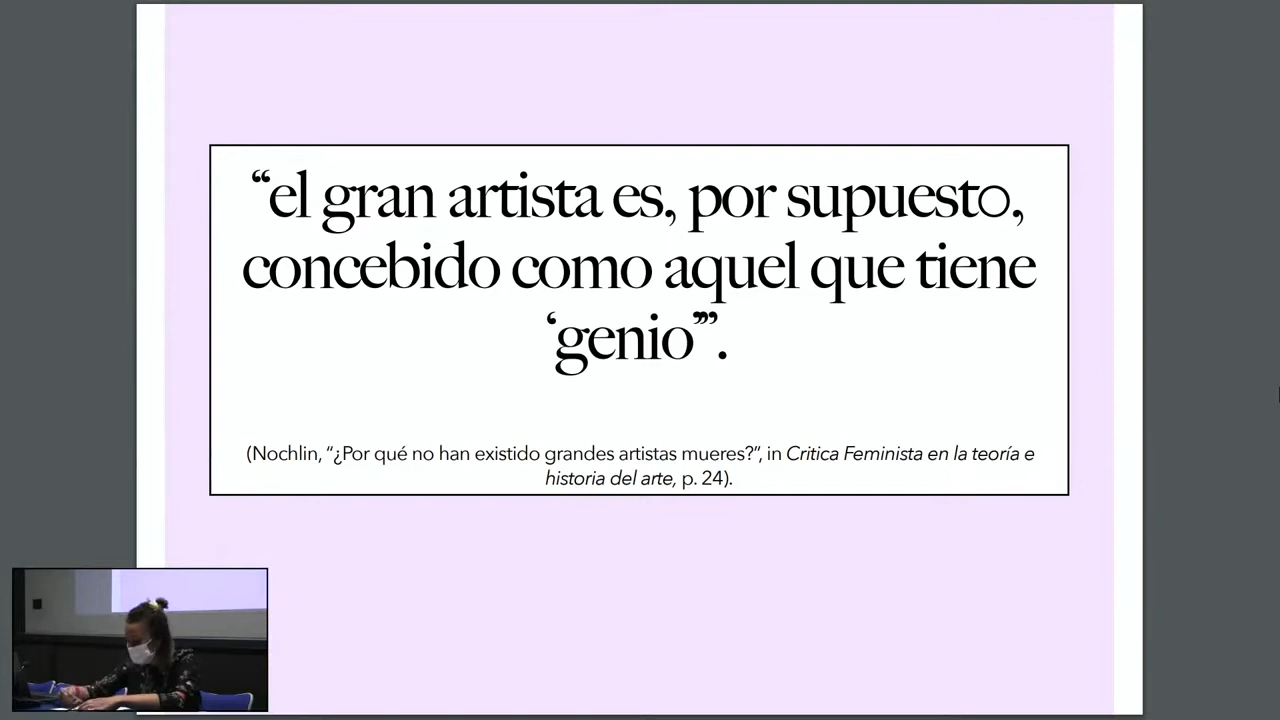 “el gran artista es, por supuesto,
concebido como aquel que tiene
‘genio’”.
(Nochlin, “¿Por qué no han existido grandes artistas mueres?”, in Critica Feminista en la teoría e
historia del arte, p. 24).